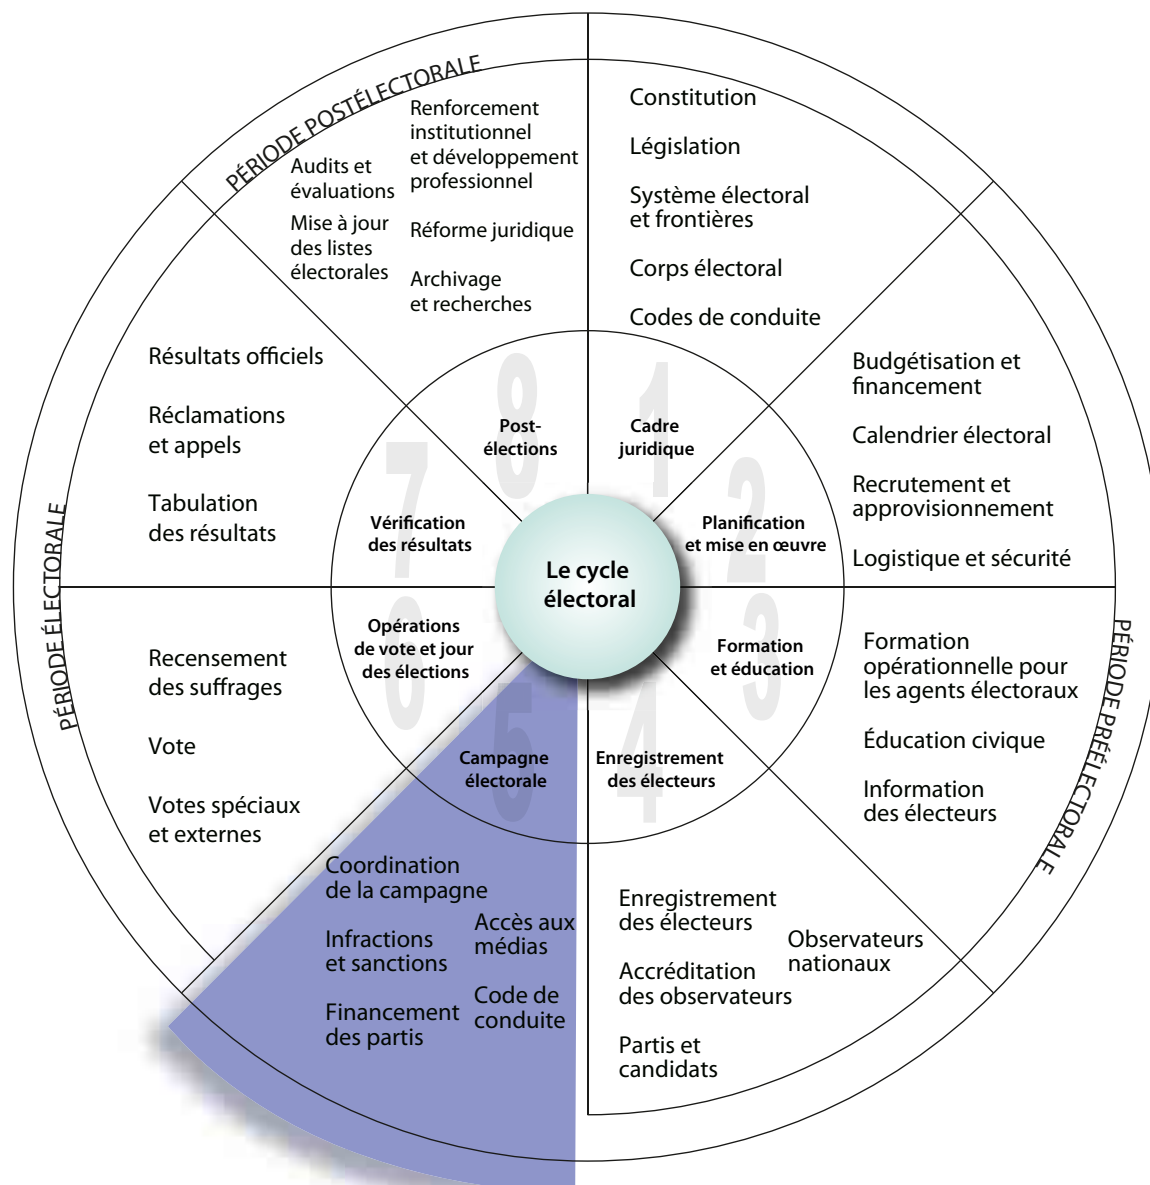 PÉRIODE POSTÉLECTORALE
Renforcement
institutionnel
et développement
professionnel
Audits et
évaluations
Mise à jour
des listes
électorales
Réforme juridique
Archivage
et recherches
Constitution
Législation
Système électoral
et frontières
Corps électoral
Codes de conduite
Budgétisation et
financement
Calendrier électoral
Recrutement et
approvisionnement
Logistique et sécurité
PÉRIODE PRÉÉLECTORALE
Formation
opérationnelle pour
les agents électoraux
Éducation civique
Information
des électeurs
Enregistrement
des électeurs
Observateurs
nationaux
Accréditation
des observateurs
Partis et
candidats
Coordination
de la campagne
Accès aux
médias
Infractions
et sanctions
Code de
conduite
Financement
des partis
PÉRIODE ÉLECTORALE
Recensement
des suffrages
Vote
Votes spéciaux
et externes
Résultats officiels
Réclamations
et appels
Tabulation
des résultats
1
Cadre
juridique
2
Planification
et mise en œuvre
3
Formation
et éducation
4
Enregistrement
des électeurs
5
Campagne
électorale
6
Opérations
de vote et jour
des élections
7
Vérification
des résultats
8
Post-
élections
Le cycle
électoral